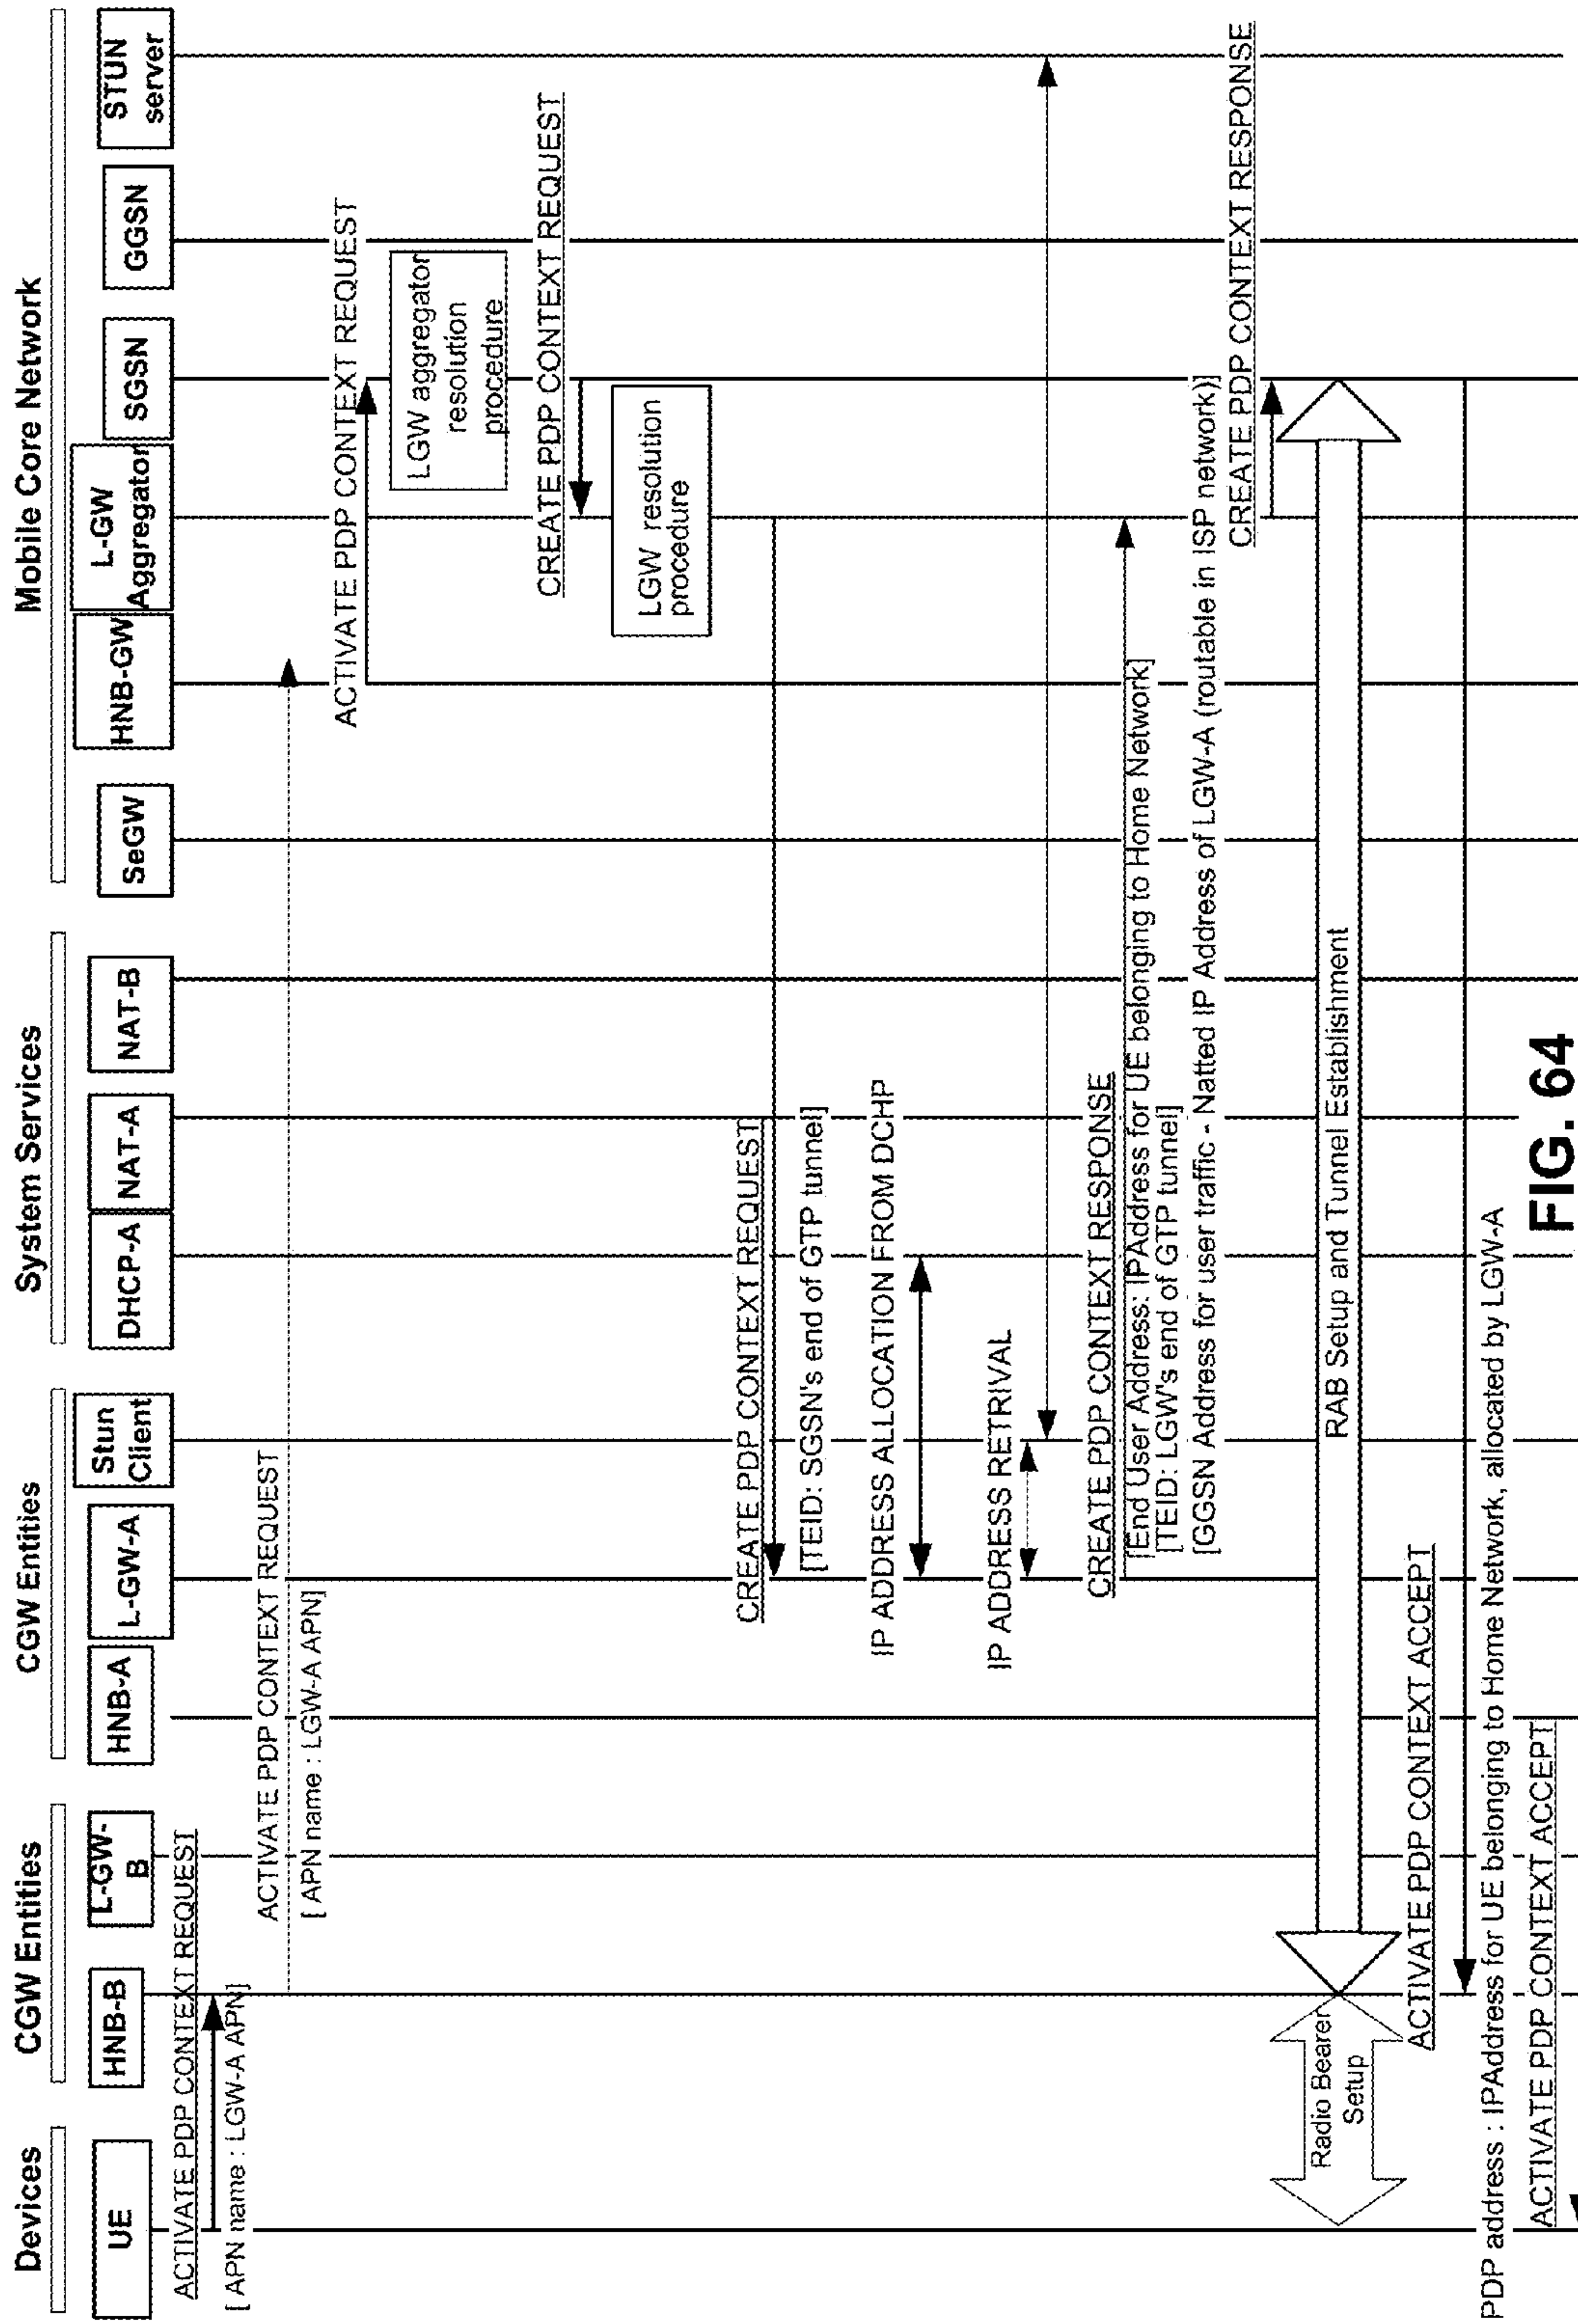 Devices
CGW Entities
CGW Entities
System Services
Mobile Core Network
UE
HNB-B
L-GW-
B
HNB-A
L-GW-A
Stun
Client
DHCP-A
NAT-A
NAT-B
SeGW
HNB-GW
L-GW
Aggregator
SGSN
GGSN
STUN
server
ACTIVATE PDP CONTEXT REQUEST
[ APN name : LGW-A APN]
ACTIVATE PDP CONTEXT REQUEST
[ APN name : LGW-A APN]
ACTIVATE PDP CONTEXT REQUEST
LGW aggregator
resolution
procedure
CREATE PDP CONTEXT REQUEST
LGW resolution
procedure
CREATE PDP CONTEXT REQUEST
[TEID: SGSN's end of GTP tunnel]
IP ADDRESS ALLOCATION FROM DCHP
IP ADDRESS RETRIVAL
CREATE PDP CONTEXT RESPONSE
[End User Address: IPAddress for UE belonging to Home Network]
[TEID: LGW's end of GTP tunnel]
[GGSN Address for user traffic - Natted IP Address of LGW-A (routable in ISP network)]
CREATE PDP CONTEXT RESPONSE
Radio Bearer
Setup
RAB Setup and Tunnel Establishment
ACTIVATE PDP CONTEXT ACCEPT
PDP address : IPAddress for UE belonging to Home Network, allocated by LGW-A
ACTIVATE PDP CONTEXT ACCEPT
FIG. 64